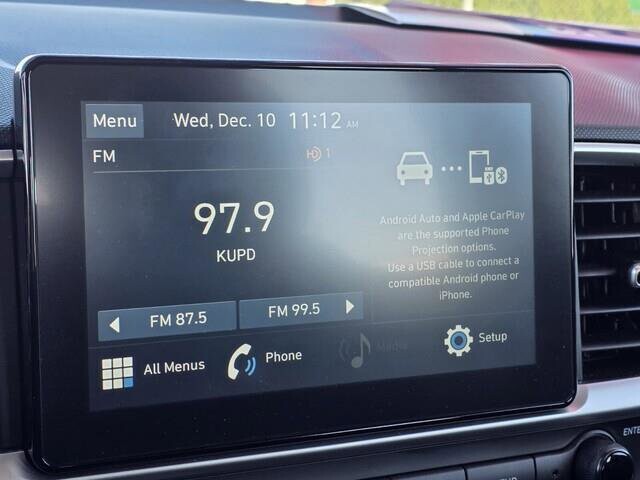 Menu Wed, Dec. 10 11:12 AM
FM HD 1
97.9
KUPD
FM 87.5 FM 99.5
Android Auto and Apple CarPlay
are the supported Phone
Projection options.
Use a USB cable to connect a
compatible Android phone or
iPhone.
All Menus Phone Media Setup